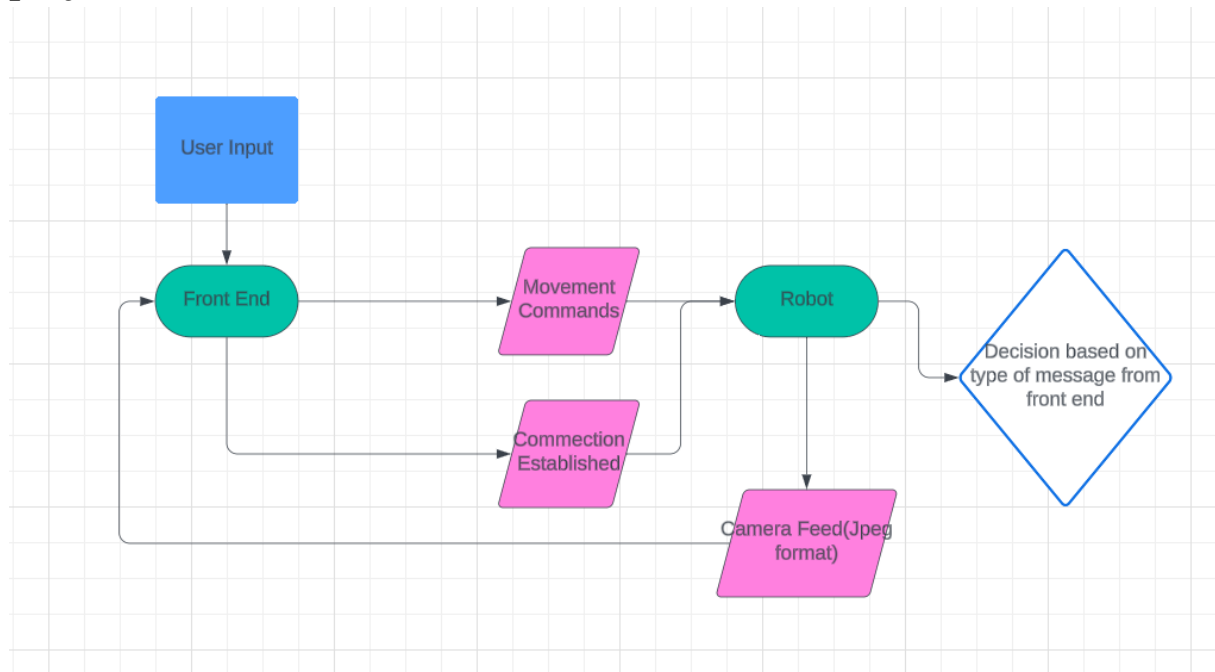 User Input
Front End
Movement
Commands
Robot
Decision based on
type of message from
front end
Commection
Established
Camera Feed(Jpeg
format)